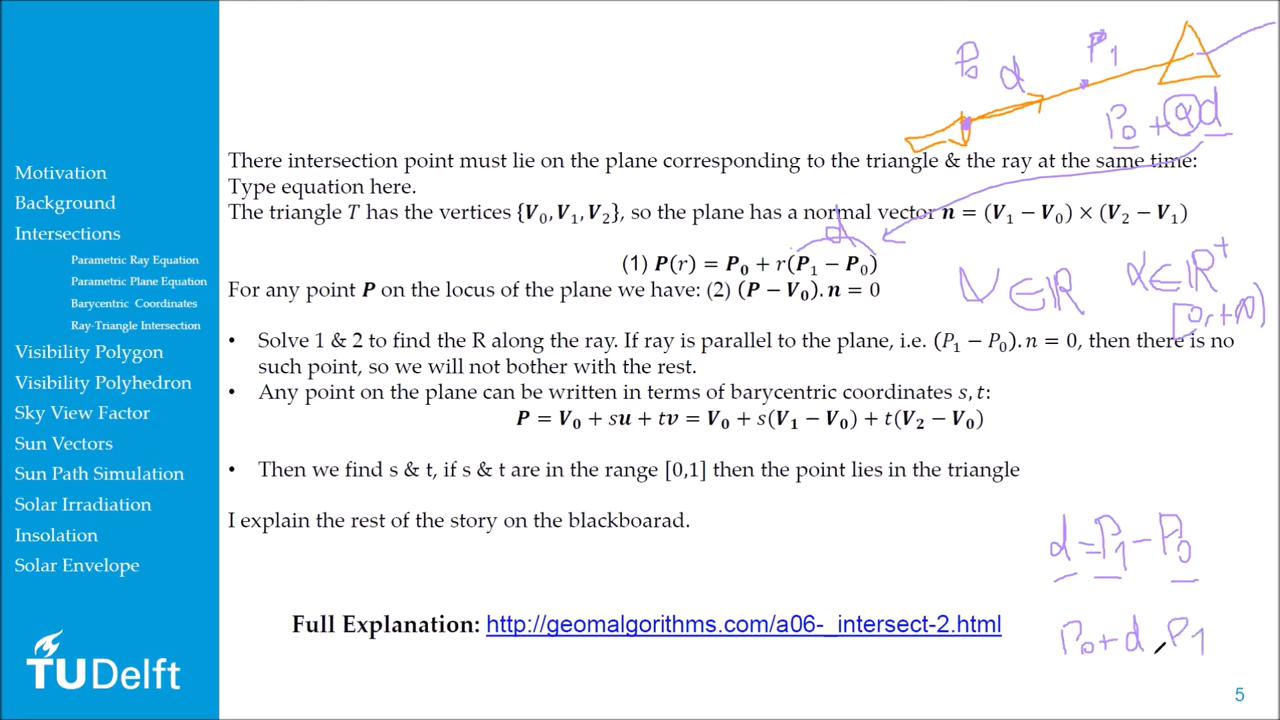 Motivation
Background
Intersections
Parametric Ray Equation
Parametric Plane Equation
Barycentric Coordinates
Ray-Triangle Intersection
Visibility Polygon
Visibility Polyhedron
Sky View Factor
Sun Vectors
Sun Path Simulation
Solar Irradiation
Insolation
Solar Envelope
TUDelft
P₀ d P₁
P₀ + αd
There intersection point must lie on the plane corresponding to the triangle & the ray at the same time:
Type equation here.
The triangle T has the vertices {V₀, V₁, V₂}, so the plane has a normal vector n = (V₁ − V₀) × (V₂ − V₁)
d
(1) P(r) = P₀ + r(P₁ − P₀)
For any point P on the locus of the plane we have: (2) (P − V₀). n = 0
∈ ℝ α ∈ ℝ⁺
[0, +∞)
• Solve 1 & 2 to find the R along the ray. If ray is parallel to the plane, i.e. (P₁ − P₀). n = 0, then there is no
such point, so we will not bother with the rest.
• Any point on the plane can be written in terms of barycentric coordinates s, t:
P = V₀ + su + tv = V₀ + s(V₁ − V₀) + t(V₂ − V₀)
• Then we find s & t, if s & t are in the range [0,1] then the point lies in the triangle
I explain the rest of the story on the blackboarad.
d = P₁ − P₀
Full Explanation: http://geomalgorithms.com/a06-_intersect-2.html
P₀ + d P₁
5